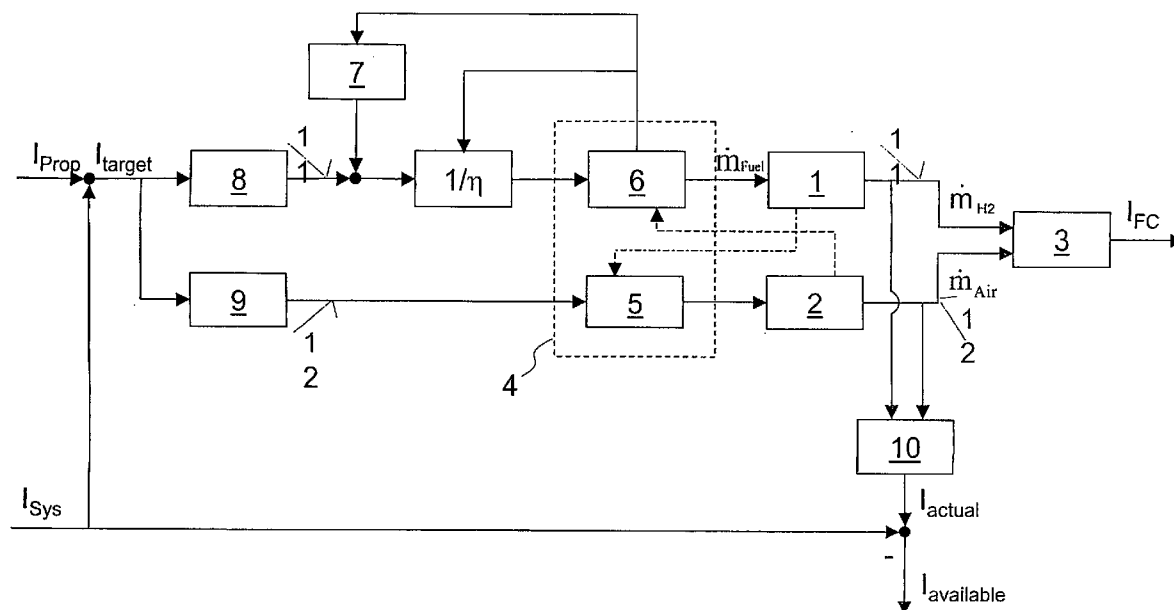 7
I_Prop
I_target
8
1
1
1/η
6
ṁ_Fuel
1
1
1
ṁ_H2
3
I_FC
9
1
2
5
2
ṁ_Air
1
2
4
10
I_Sys
I_actual
-
I_available